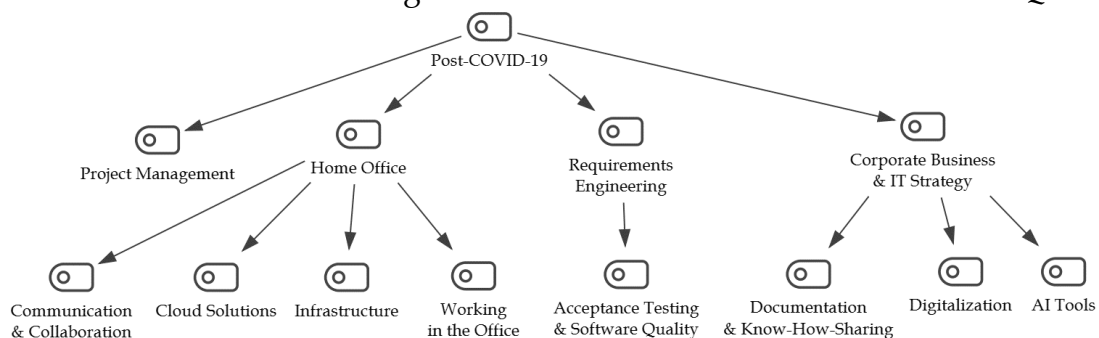 Post-COVID-19
Project Management
Home Office
Requirements
Engineering
Corporate Business
& IT Strategy
Communication
& Collaboration
Cloud Solutions
Infrastructure
Working
in the Office
Acceptance Testing
& Software Quality
Documentation
& Know-How-Sharing
Digitalization
AI Tools